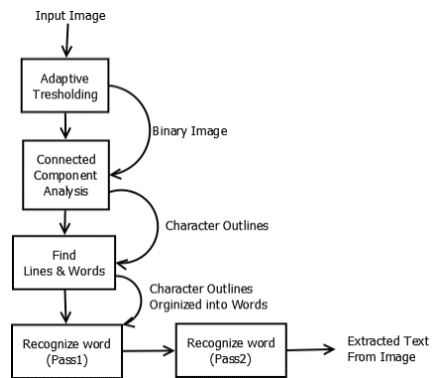 Input Image
Adaptive
Tresholding
Binary Image
Connected
Component
Analysis
Character Outlines
Find
Lines & Words
Character Outlines
Orginized into Words
Recognize word
(Pass1)
Recognize word
(Pass2)
Extracted Text
From Image